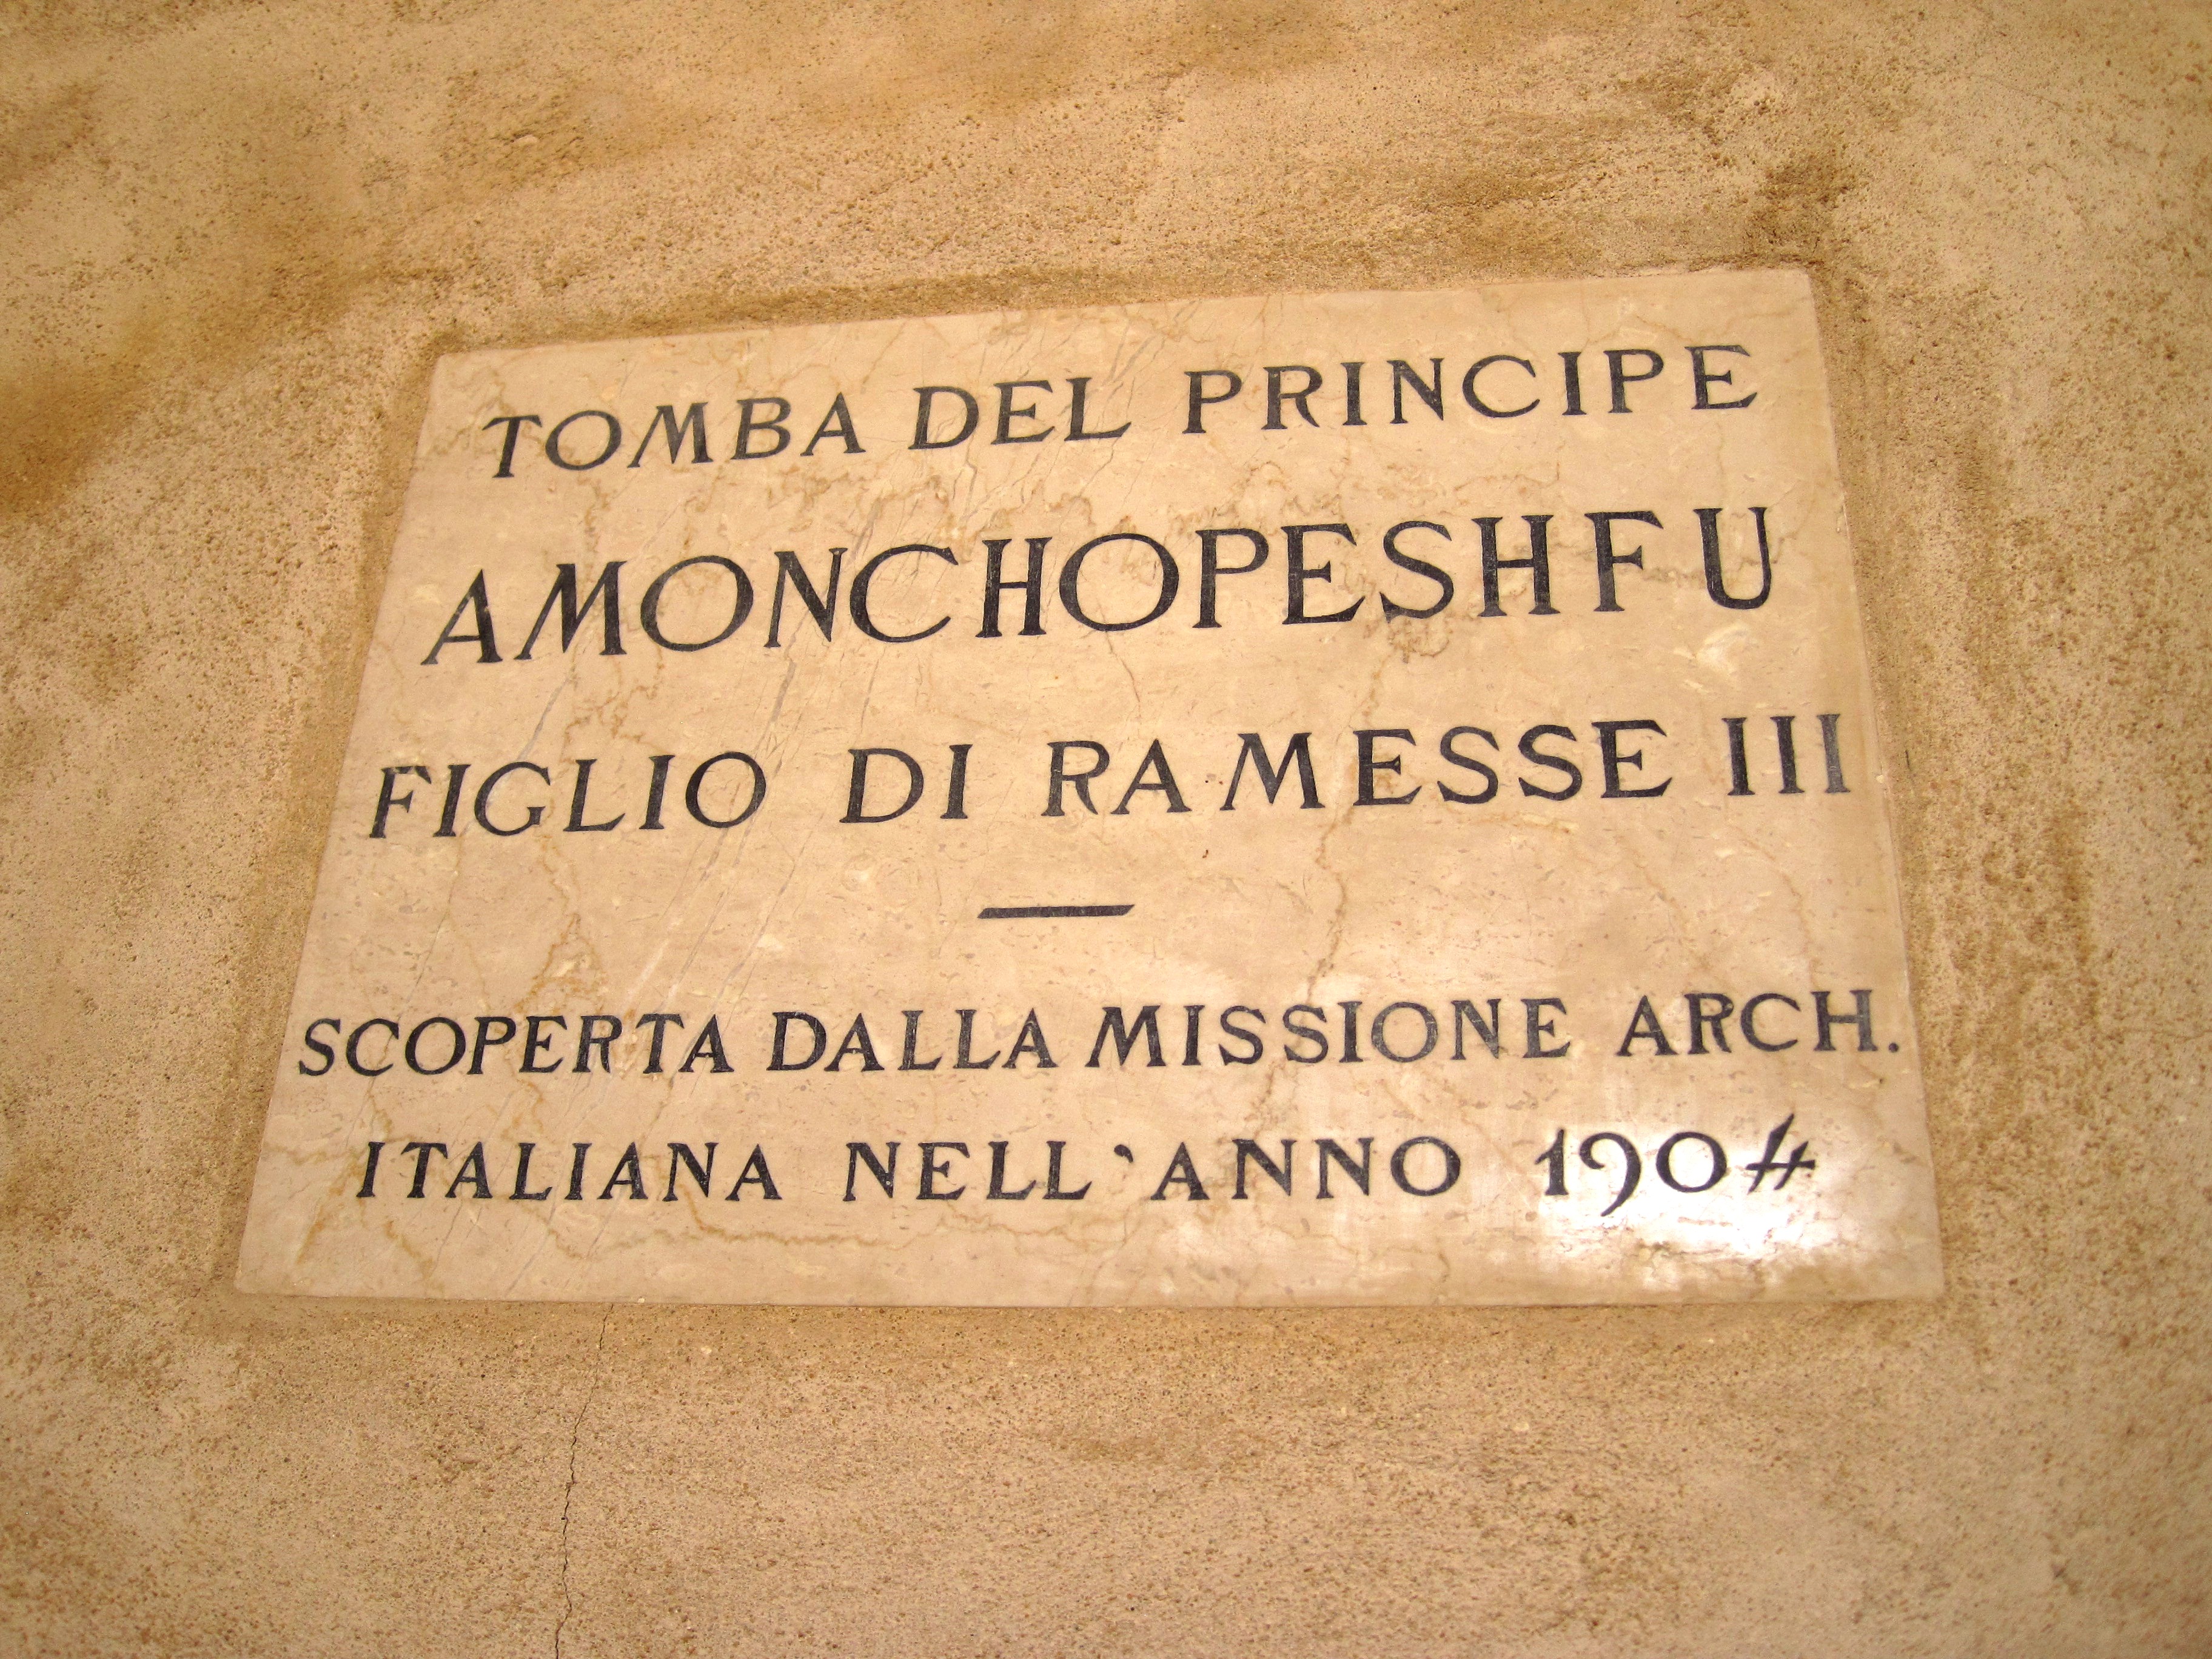 TOMBA DEL PRINCIPE
AMONCHOPESHFU
FIGLIO DI RAMESSE III
—
SCOPERTA DALLA MISSIONE ARCH.
ITALIANA NELL'ANNO 1904